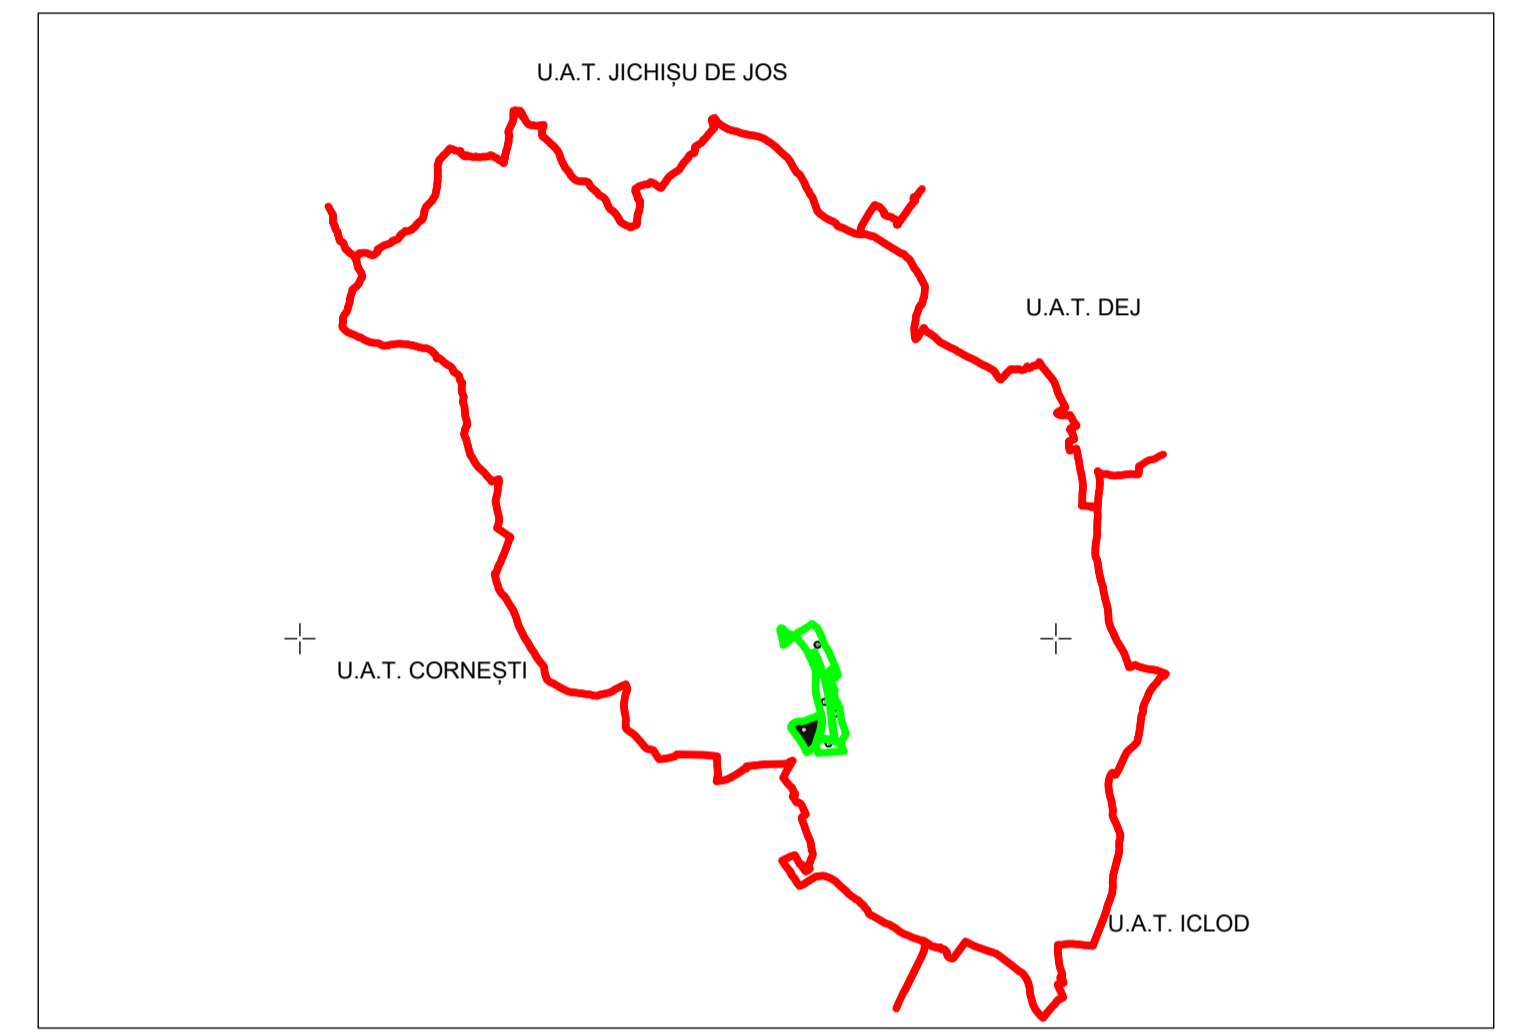 U.A.T. JICHIȘU DE JOS
U.A.T. DEJ
U.A.T. CORNEȘTI
U.A.T. ICLOD